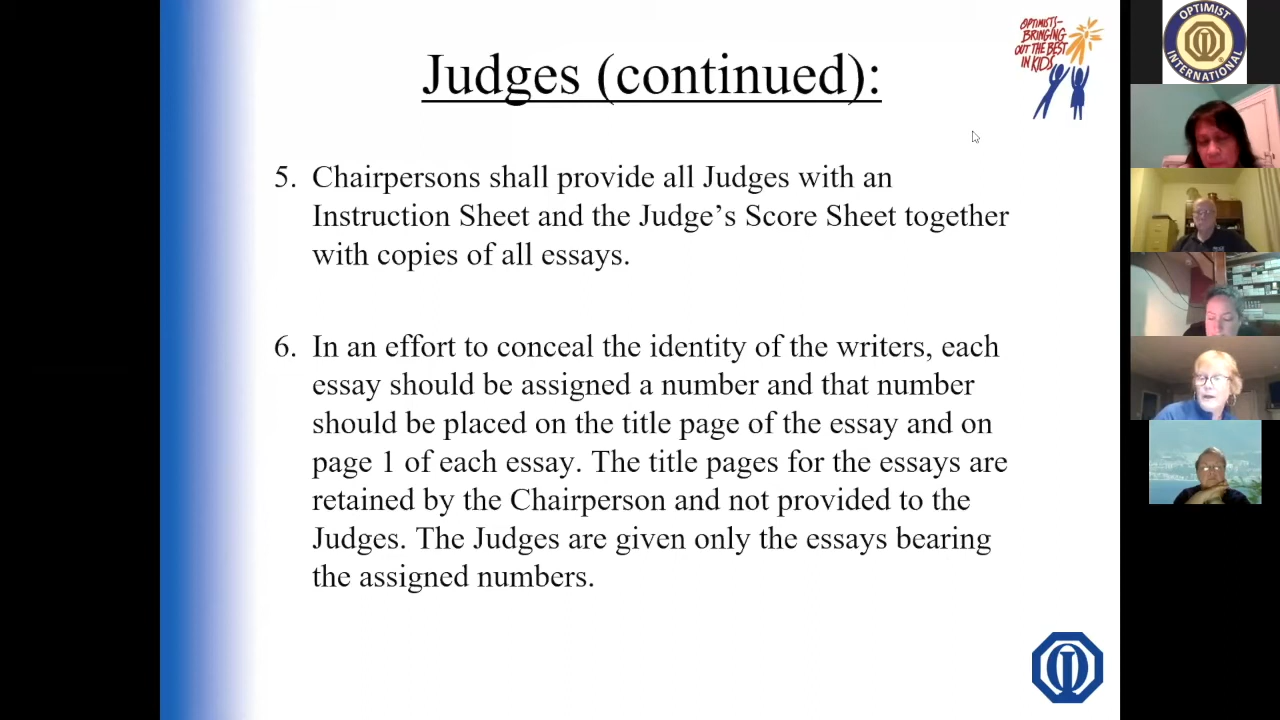 Judges (continued):
OPTIMISTS–
BRINGING
OUT THE BEST
IN KIDS
OPTIMIST
INTERNATIONAL
5. Chairpersons shall provide all Judges with an
Instruction Sheet and the Judge’s Score Sheet together
with copies of all essays.
6. In an effort to conceal the identity of the writers, each
essay should be assigned a number and that number
should be placed on the title page of the essay and on
page 1 of each essay. The title pages for the essays are
retained by the Chairperson and not provided to the
Judges. The Judges are given only the essays bearing
the assigned numbers.